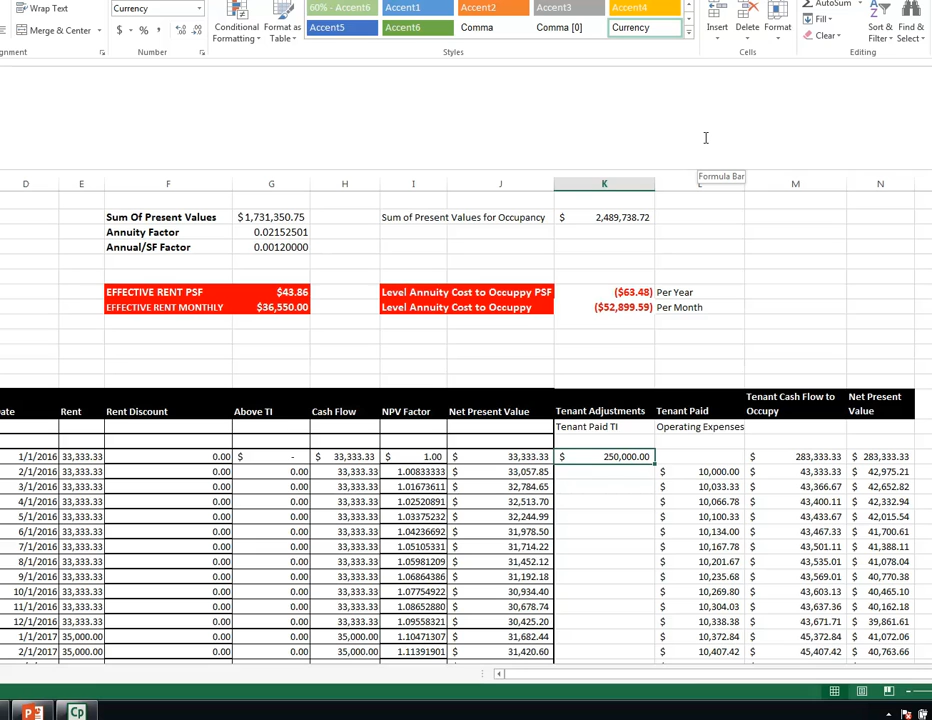 Wrap Text Currency 60% - Accent6 Accent1 Accent2 Accent3 Accent4 AutoSum
Merge & Center $ % , Conditional Formatting Format as Table Accent5 Accent6 Comma Comma [0] Currency Insert Delete Format Fill Clear Sort & Filter Find & Select
Number Styles Cells Editing
Formula Bar
D E F G H I J K L M N
Sum Of Present Values $ 1,731,350.75 Sum of Present Values for Occupancy $ 2,489,738.72
Annuity Factor 0.02152501
Annual/SF Factor 0.00120000
EFFECTIVE RENT PSF $43.86 Level Annuity Cost to Occupy PSF ($63.48) Per Year
EFFECTIVE RENT MONTHLY $36,550.00 Level Annuity Cost to Occupy ($52,899.59) Per Month
Tenant Cash Flow to Net Present
ate Rent Rent Discount Above TI Cash Flow NPV Factor Net Present Value Tenant Adjustments Tenant Paid Occupy Value
Tenant Paid TI Operating Expenses
1/1/2016 33,333.33 0.00 $ - $ 33,333.33 $ 1.00 $ 33,333.33 $ 250,000.00 $ 283,333.33 $ 283,333.33
2/1/2016 33,333.33 0.00 0.00 33,333.33 1.00833333 $ 33,057.85 $ 10,000.00 $ 43,333.33 $ 42,975.21
3/1/2016 33,333.33 0.00 0.00 33,333.33 1.01673611 $ 32,784.65 $ 10,033.33 $ 43,366.67 $ 42,652.82
4/1/2016 33,333.33 0.00 0.00 33,333.33 1.02520891 $ 32,513.70 $ 10,066.78 $ 43,400.11 $ 42,332.94
5/1/2016 33,333.33 0.00 0.00 33,333.33 1.03375232 $ 32,244.99 $ 10,100.33 $ 43,433.67 $ 42,015.54
6/1/2016 33,333.33 0.00 0.00 33,333.33 1.04236692 $ 31,978.50 $ 10,134.00 $ 43,467.33 $ 41,700.61
7/1/2016 33,333.33 0.00 0.00 33,333.33 1.05105331 $ 31,714.22 $ 10,167.78 $ 43,501.11 $ 41,388.11
8/1/2016 33,333.33 0.00 0.00 33,333.33 1.05981209 $ 31,452.12 $ 10,201.67 $ 43,535.01 $ 41,078.04
9/1/2016 33,333.33 0.00 0.00 33,333.33 1.06864386 $ 31,192.18 $ 10,235.68 $ 43,569.01 $ 40,770.38
10/1/2016 33,333.33 0.00 0.00 33,333.33 1.07754922 $ 30,934.40 $ 10,269.80 $ 43,603.13 $ 40,465.10
11/1/2016 33,333.33 0.00 0.00 33,333.33 1.08652880 $ 30,678.74 $ 10,304.03 $ 43,637.36 $ 40,162.18
12/1/2016 33,333.33 0.00 0.00 33,333.33 1.09558321 $ 30,425.20 $ 10,338.38 $ 43,671.71 $ 39,861.61
1/1/2017 35,000.00 0.00 0.00 35,000.00 1.10471307 $ 31,682.44 $ 10,372.84 $ 45,372.84 $ 41,072.06
2/1/2017 35,000.00 0.00 0.00 35,000.00 1.11391901 $ 31,420.60 $ 10,407.42 $ 45,407.42 $ 40,763.66